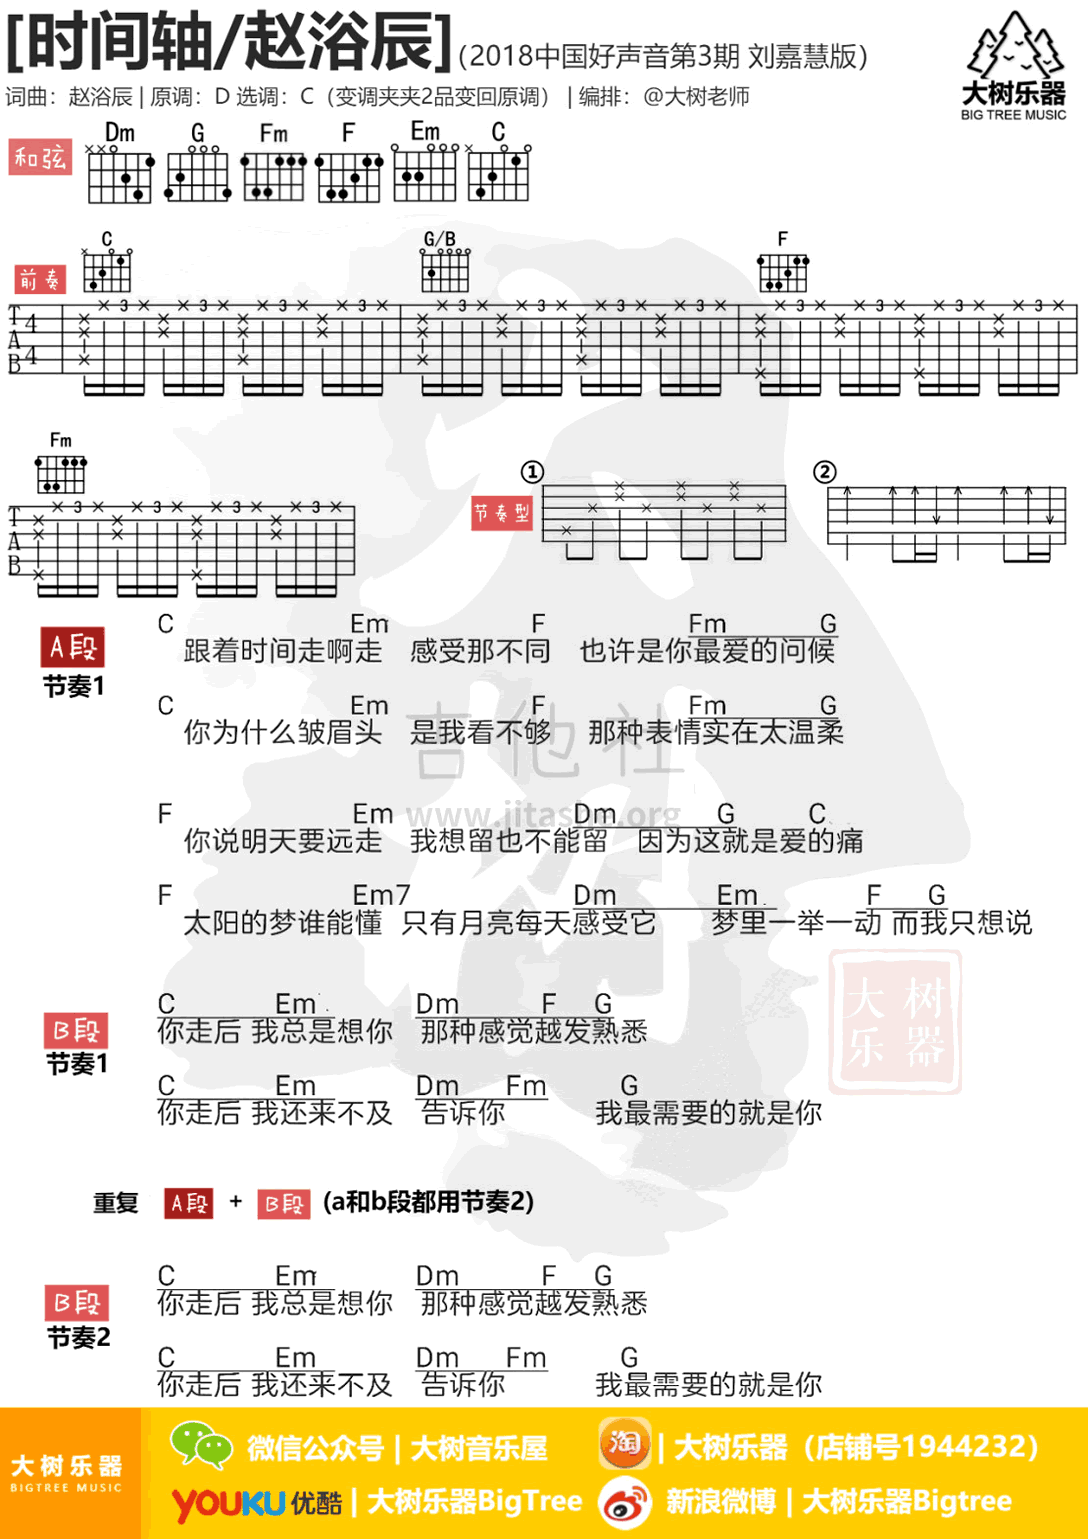 [时间轴/赵浴辰](2018中国好声音第3期 刘嘉慧版)
大树乐器
BIG TREE MUSIC
词曲：赵浴辰 | 原调：D 选调：C（变调夹夹2品变回原调） | 编排：@大树老师
和弦 Dm G Fm F Em C
C G/B F
前奏
T A B 4 4 3 3 3 3 3 3 3 3 3 3 3 3
Fm
T A B 3 3 3 3
节奏型 ① ②
C Em F Fm G
A段 跟着时间走啊走 感受那不同 也许是你最爱的问候
节奏1
C Em F Fm G
你为什么皱眉头 是我看不够 那种表情实在太温柔
吉他社
www.jitashe.org
F Em Dm G C
你说明天要远走 我想留也不能留 因为这就是爱的痛
F Em7 Dm Em F G
太阳的梦谁能懂 只有月亮每天感受它 梦里一举一动 而我只想说
大树乐器
C Em Dm F G
B段 你走后 我总是想你 那种感觉越发熟悉
节奏1
C Em Dm Fm G
你走后 我还来不及 告诉你 我最需要的就是你
重复 A段 + B段 (a和b段都用节奏2)
C Em Dm F G
B段 你走后 我总是想你 那种感觉越发熟悉
节奏2
C Em Dm Fm G
你走后 我还来不及 告诉你 我最需要的就是你
大树乐器
BIGTREE MUSIC
微信公众号 | 大树音乐屋
淘 | 大树乐器（店铺号1944232）
YOUKU 优酷 | 大树乐器BigTree
新浪微博 | 大树乐器Bigtree